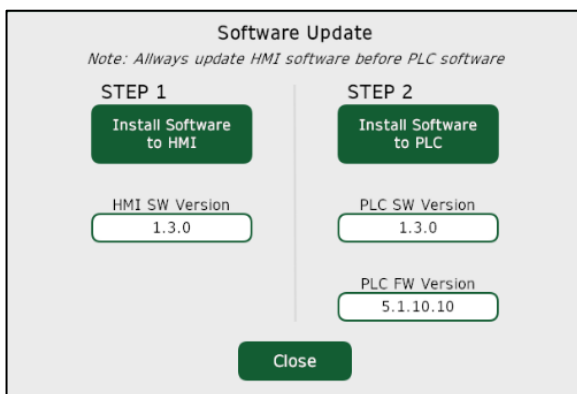 Software Update
Note: Allways update HMI software before PLC software
STEP 1
Install Software
to HMI
HMI SW Version
1.3.0
STEP 2
Install Software
to PLC
PLC SW Version
1.3.0
PLC FW Version
5.1.10.10
Close